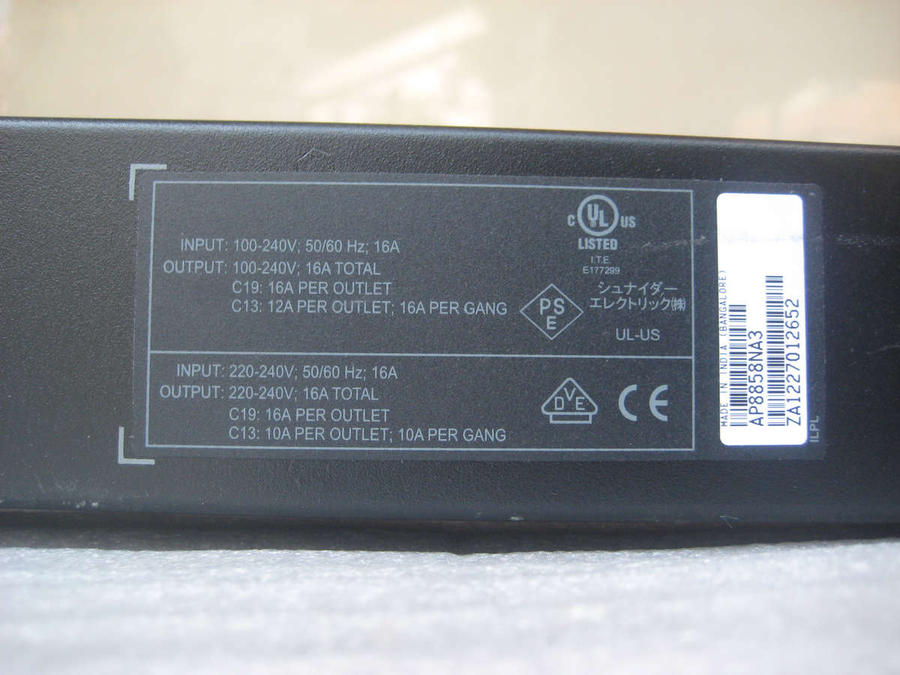 INPUT: 100-240V; 50/60 Hz; 16A
OUTPUT: 100-240V; 16A TOTAL
C19: 16A PER OUTLET
C13: 12A PER OUTLET; 16A PER GANG
C UL US
LISTED
I.T.E.
E177299
PS
E
シュナイダー
エレクトリック㈱
UL-US
INPUT: 220-240V; 50/60 Hz; 16A
OUTPUT: 220-240V; 16A TOTAL
C19: 16A PER OUTLET
C13: 10A PER OUTLET; 10A PER GANG
DVE
CE
MADE IN INDIA (BANGALORE)
AP8858NA3
ZA1227012652
ILPL